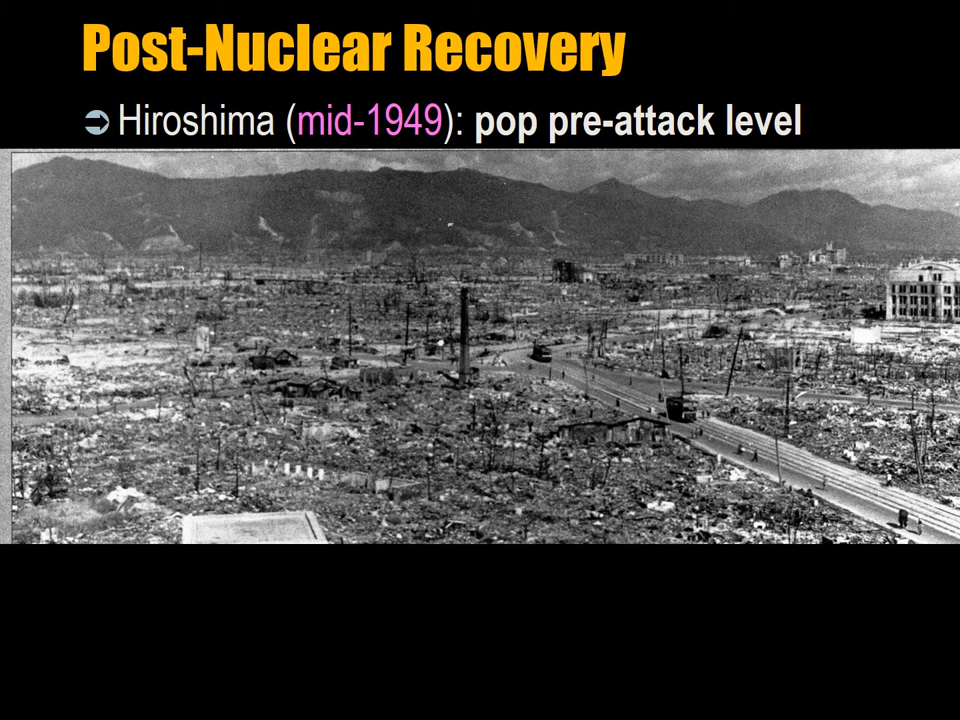 Post-Nuclear Recovery
➲ Hiroshima (mid-1949): pop pre-attack level